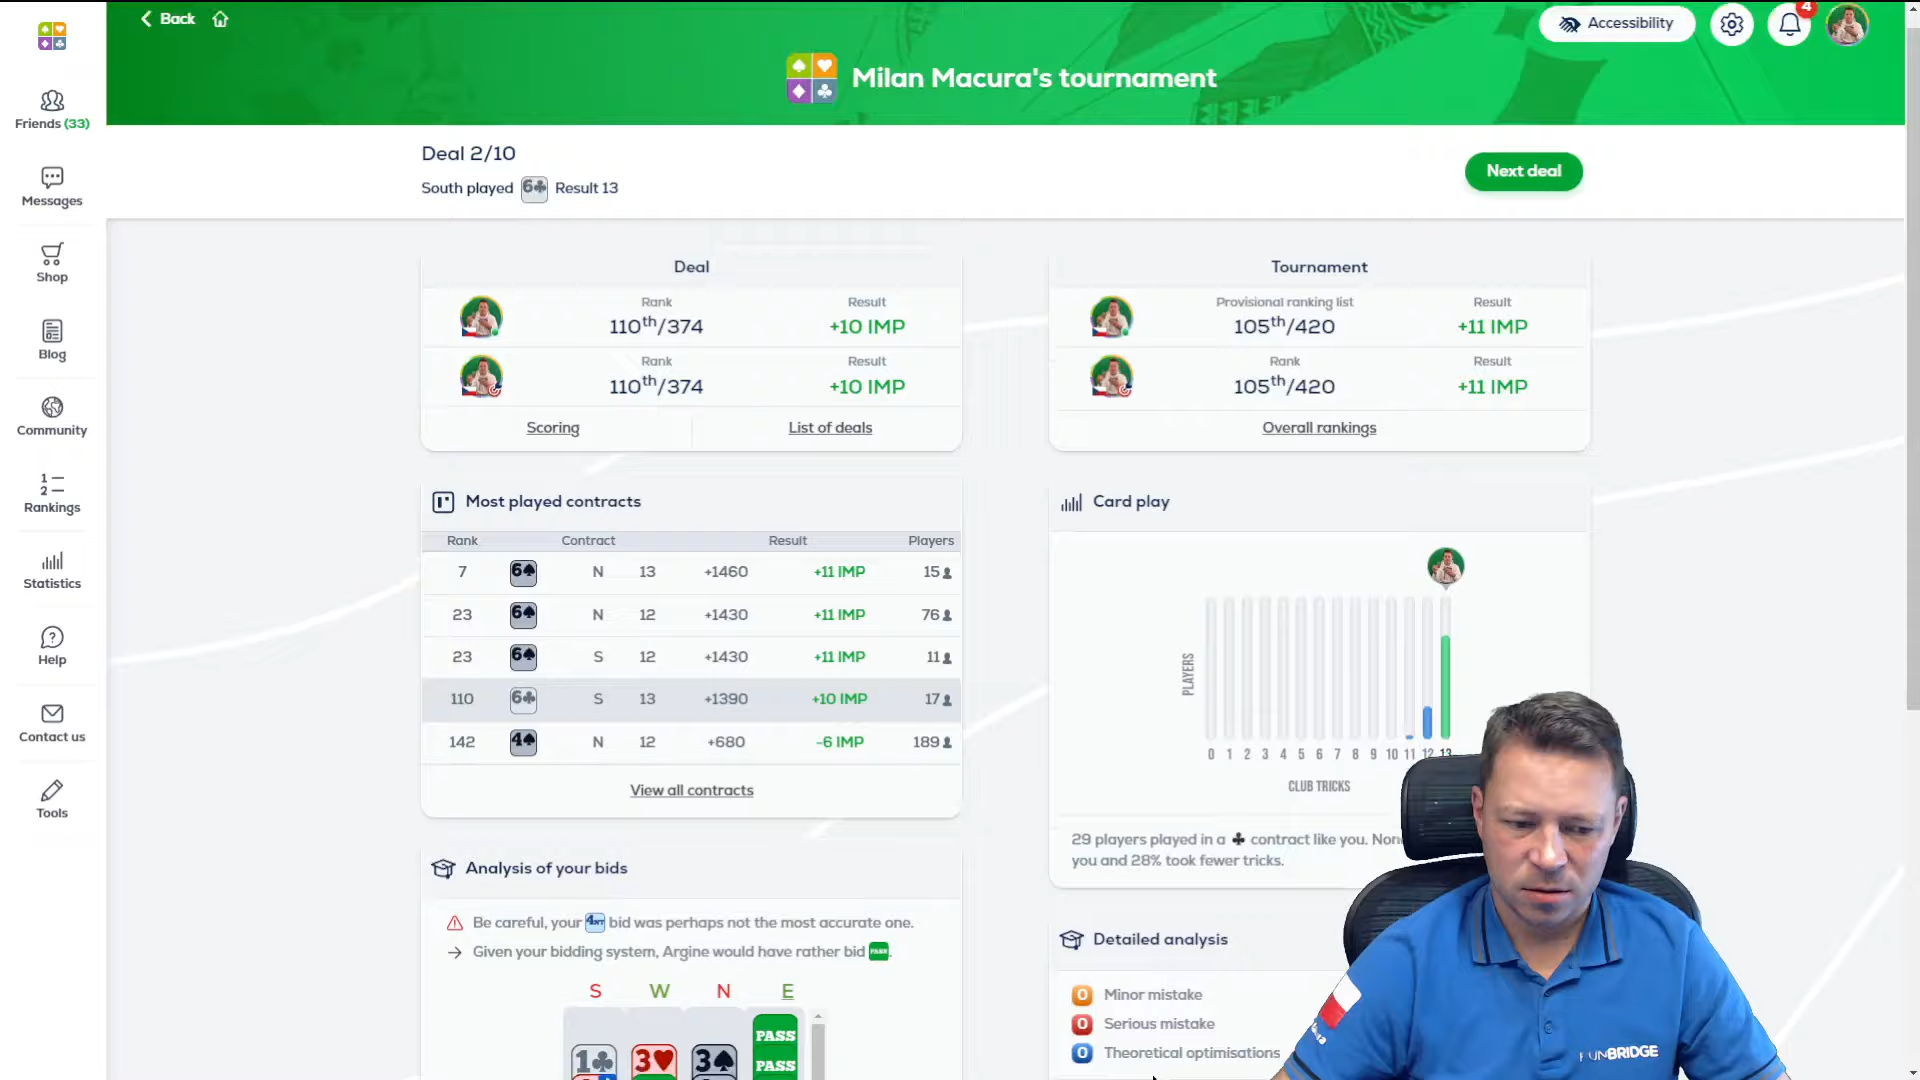 Back
Accessibility
4
Milan Macura's tournament
Friends (33)
Messages
Shop
Blog
Community
1
2
Rankings
Statistics
Help
Contact us
Tools
Deal 2/10
South played 6♣ Result 13
Next deal
Deal
Rank Result
110th/374 +10 IMP
Rank Result
110th/374 +10 IMP
Scoring List of deals
Tournament
Provisional ranking list Result
105th/420 +11 IMP
Rank Result
105th/420 +11 IMP
Overall rankings
Most played contracts
Rank Contract Result Players
7 6♠ N 13 +1460 +11 IMP 15
23 6♠ N 12 +1430 +11 IMP 76
23 6♠ S 12 +1430 +11 IMP 11
110 6♣ S 13 +1390 +10 IMP 17
142 4♠ N 12 +680 -6 IMP 189
View all contracts
Card play
PLAYERS
0 1 2 3 4 5 6 7 8 9 10 11 12 13
CLUB TRICKS
29 players played in a ♣ contract like you. Non
you and 28% took fewer tricks.
Analysis of your bids
Be careful, your 4NT bid was perhaps not the most accurate one.
Given your bidding system, Argine would have rather bid PASS.
S W N E
PASS
1♣ 3♥ 3♠ PASS
Detailed analysis
0 Minor mistake
0 Serious mistake
0 Theoretical optimisations
FUNBRIDGE